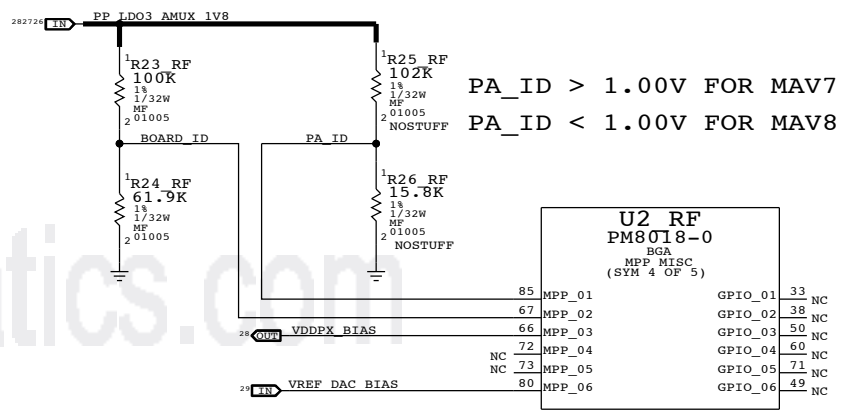 282726 IN PP_LDO3_AMUX_1V8
1 R23_RF
100K
1%
1/32W
MF
2 01005
1 R25_RF
102K
1%
1/32W
MF
2 01005
NOSTUFF
PA_ID > 1.00V FOR MAV7
PA_ID < 1.00V FOR MAV8
BOARD_ID
PA_ID
1 R24_RF
61.9K
1%
1/32W
MF
2 01005
1 R26_RF
15.8K
1%
1/32W
MF
2 01005
NOSTUFF
U2_RF
PM8018-0
BGA
MPP MISC
(SYM 4 OF 5)
85 MPP_01 GPIO_01 33 NC
67 MPP_02 GPIO_02 38 NC
28 OUT VDDPX_BIAS 66 MPP_03 GPIO_03 50 NC
NC 72 MPP_04 GPIO_04 60 NC
NC 73 MPP_05 GPIO_05 71 NC
29 IN VREF_DAC_BIAS 80 MPP_06 GPIO_06 49 NC
atics.com